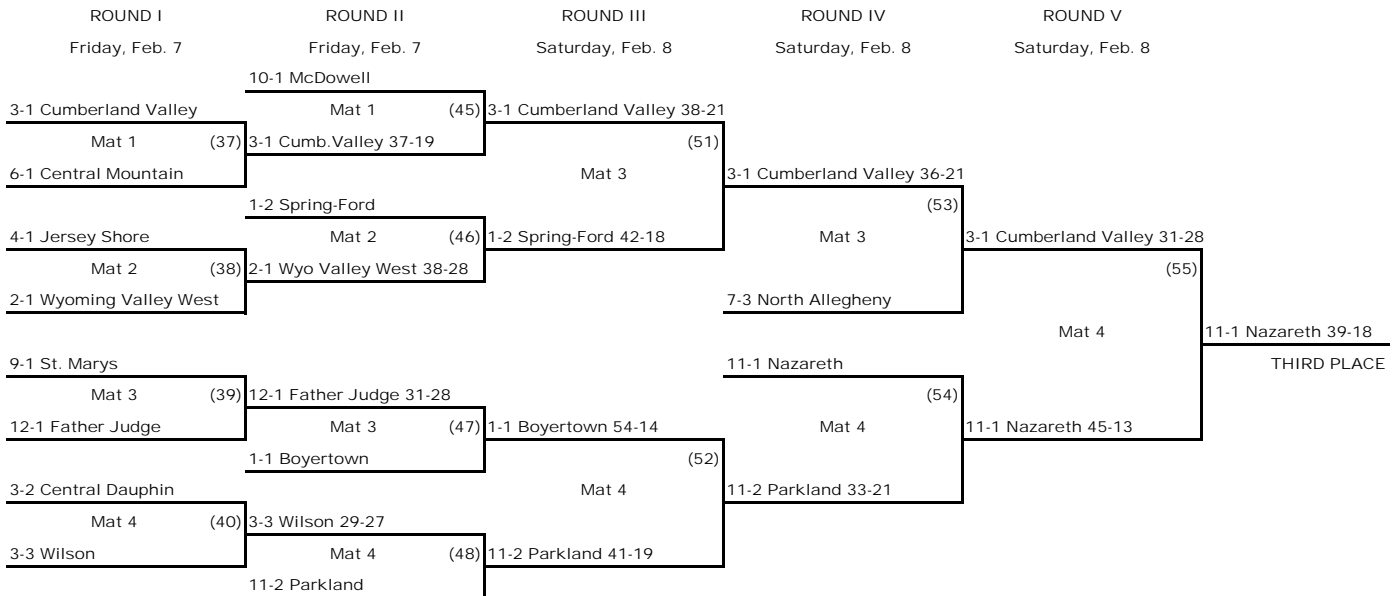 ROUND I ROUND II ROUND III ROUND IV ROUND V
Friday, Feb. 7 Friday, Feb. 7 Saturday, Feb. 8 Saturday, Feb. 8 Saturday, Feb. 8
10-1 McDowell
3-1 Cumberland Valley Mat 1 (45) 3-1 Cumberland Valley 38-21
Mat 1 (37) 3-1 Cumb.Valley 37-19 (51)
6-1 Central Mountain Mat 3 3-1 Cumberland Valley 36-21
1-2 Spring-Ford (53)
4-1 Jersey Shore Mat 2 (46) 1-2 Spring-Ford 42-18 Mat 3 3-1 Cumberland Valley 31-28
Mat 2 (38) 2-1 Wyo Valley West 38-28 (55)
2-1 Wyoming Valley West 7-3 North Allegheny
Mat 4 11-1 Nazareth 39-18
9-1 St. Marys 11-1 Nazareth THIRD PLACE
Mat 3 (39) 12-1 Father Judge 31-28 (54)
12-1 Father Judge Mat 3 (47) 1-1 Boyertown 54-14 Mat 4 11-1 Nazareth 45-13
1-1 Boyertown (52)
3-2 Central Dauphin Mat 4 11-2 Parkland 33-21
Mat 4 (40) 3-3 Wilson 29-27
3-3 Wilson Mat 4 (48) 11-2 Parkland 41-19
11-2 Parkland